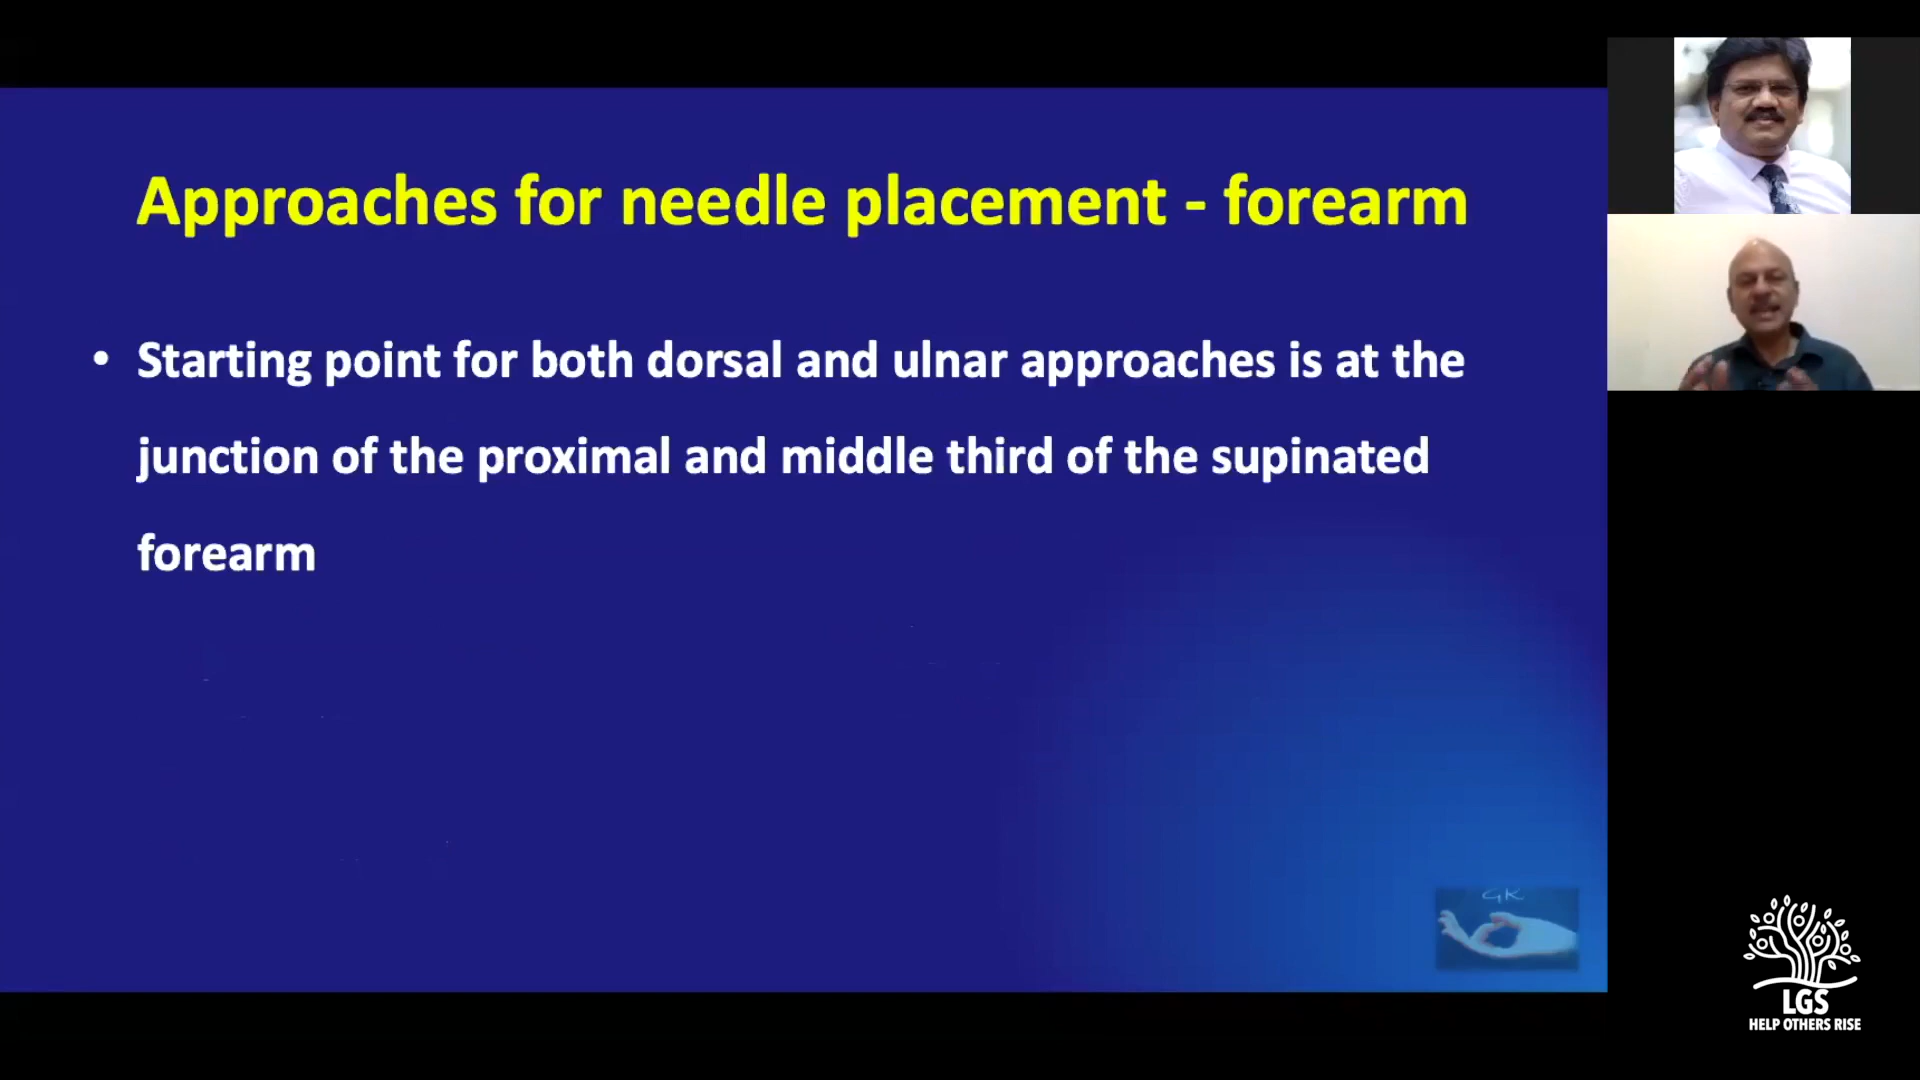 Approaches for needle placement - forearm
• Starting point for both dorsal and ulnar approaches is at the
junction of the proximal and middle third of the supinated
forearm
GK
LGS
HELP OTHERS RISE